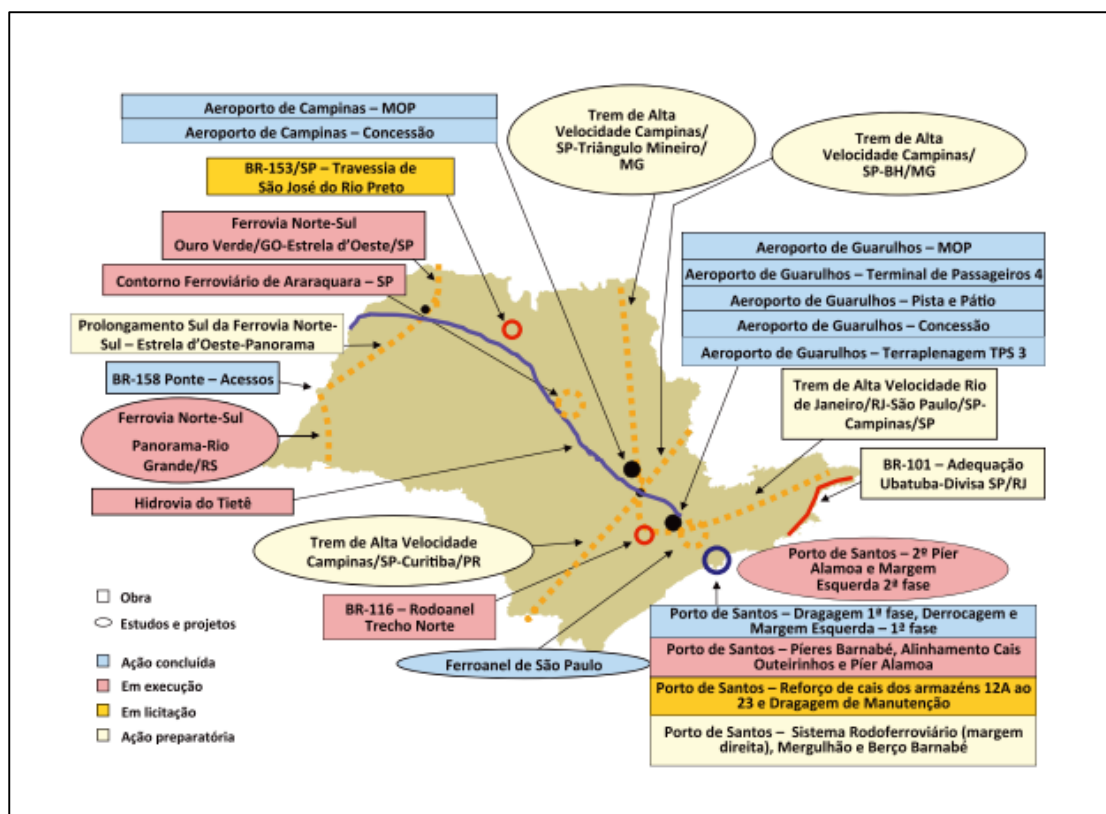 Aeroporto de Campinas – MOP
Aeroporto de Campinas – Concessão
BR-153/SP – Travessia de
São José do Rio Preto
Ferrovia Norte-Sul
Ouro Verde/GO-Estrela d'Oeste/SP
Contorno Ferroviário de Araraquara – SP
Prolongamento Sul da Ferrovia Norte-
Sul – Estrela d'Oeste-Panorama
BR-158 Ponte – Acessos
Ferrovia Norte-Sul
Panorama-Rio
Grande/RS
Hidrovia do Tietê
Trem de Alta Velocidade
Campinas/SP-Curitiba/PR
BR-116 – Rodoanel
Trecho Norte
Ferroanel de São Paulo
Trem de Alta
Velocidade Campinas/
SP-Triângulo Mineiro/
MG
Trem de Alta
Velocidade Campinas/
SP-BH/MG
Aeroporto de Guarulhos – MOP
Aeroporto de Guarulhos – Terminal de Passageiros 4
Aeroporto de Guarulhos – Pista e Pátio
Aeroporto de Guarulhos – Concessão
Aeroporto de Guarulhos – Terraplenagem TPS 3
Trem de Alta Velocidade Rio
de Janeiro/RJ-São Paulo/SP-
Campinas/SP
BR-101 – Adequação
Ubatuba-Divisa SP/RJ
Porto de Santos – 2º Píer
Alamoa e Margem
Esquerda 2ª fase
Porto de Santos – Dragagem 1ª fase, Derrocagem e
Margem Esquerda – 1ª fase
Porto de Santos – Píeres Barnabé, Alinhamento Cais
Outeirinhos e Píer Alamoa
Porto de Santos – Reforço de cais dos armazéns 12A ao
23 e Dragagem de Manutenção
Porto de Santos – Sistema Rodoferroviário (margem
direita), Mergulhão e Berço Barnabé
Obra
Estudos e projetos
Ação concluída
Em execução
Em licitação
Ação preparatória